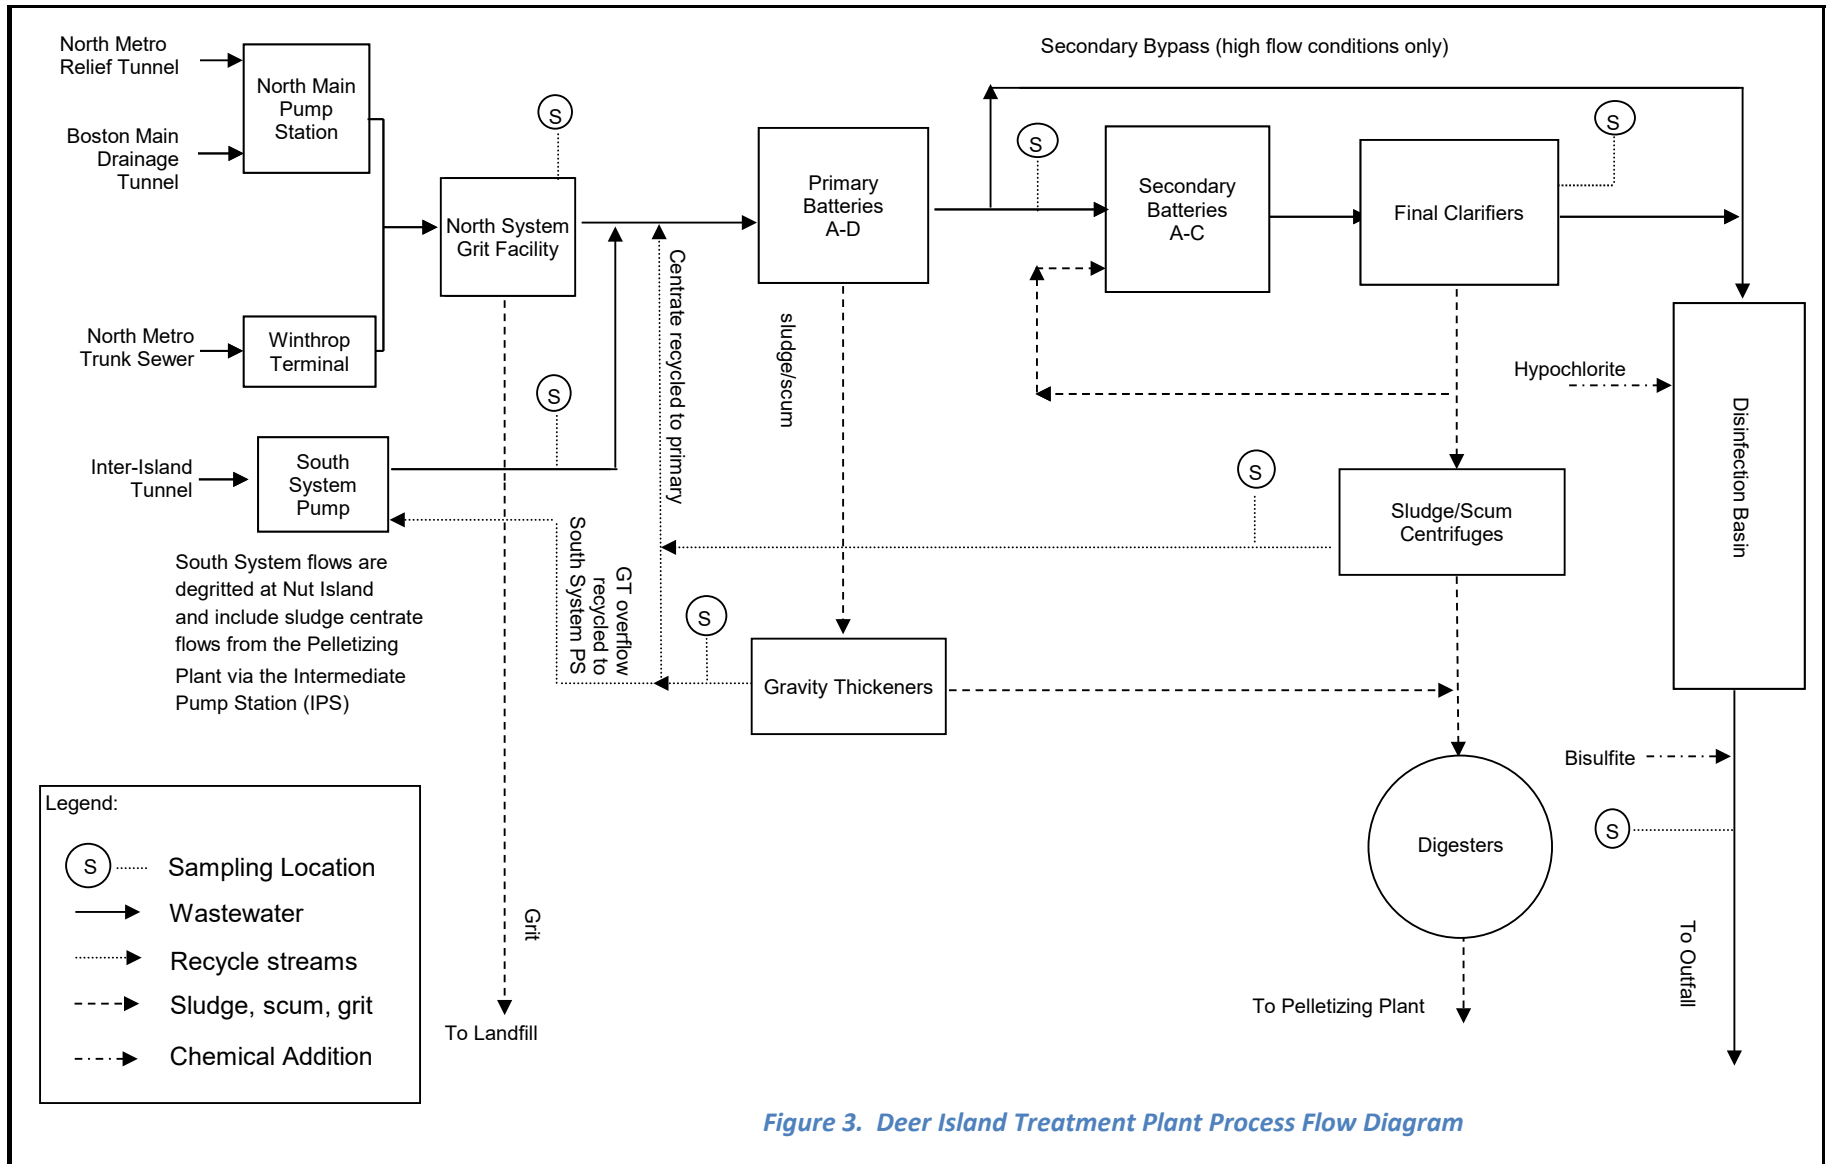 North Metro
Relief Tunnel
North Main
Pump
Station
Boston Main
Drainage
Tunnel
North Metro
Trunk Sewer
Winthrop
Terminal
Inter-Island
Tunnel
South
System
Pump
South System flows are
degritted at Nut Island
and include sludge centrate
flows from the Pelletizing
Plant via the Intermediate
Pump Station (IPS)
S
North System
Grit Facility
S
Grit
To Landfill
Centrate recycled to primary
GT overflow
recycled to
South System PS
S
Primary
Batteries
A-D
sludge/scum
Gravity Thickeners
Secondary Bypass (high flow conditions only)
S
Secondary
Batteries
A-C
Final Clarifiers
S
S
Sludge/Scum
Centrifuges
Hypochlorite
Disinfection Basin
Bisulfite
S
Digesters
To Pelletizing Plant
To Outfall
Legend:
S Sampling Location
Wastewater
Recycle streams
Sludge, scum, grit
Chemical Addition
Figure 3. Deer Island Treatment Plant Process Flow Diagram